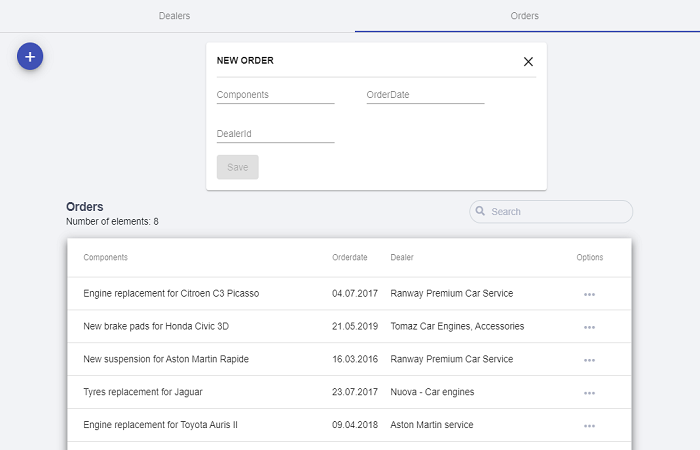 Dealers Orders
NEW ORDER
Components OrderDate
DealerId
Save
Orders
Number of elements: 8
Search
Components Orderdate Dealer Options
Engine replacement for Citroen C3 Picasso 04.07.2017 Ranway Premium Car Service
New brake pads for Honda Civic 3D 21.05.2019 Tomaz Car Engines, Accessories
New suspension for Aston Martin Rapide 16.03.2016 Ranway Premium Car Service
Tyres replacement for Jaguar 23.07.2017 Nuova - Car engines
Engine replacement for Toyota Auris II 09.04.2018 Aston Martin service